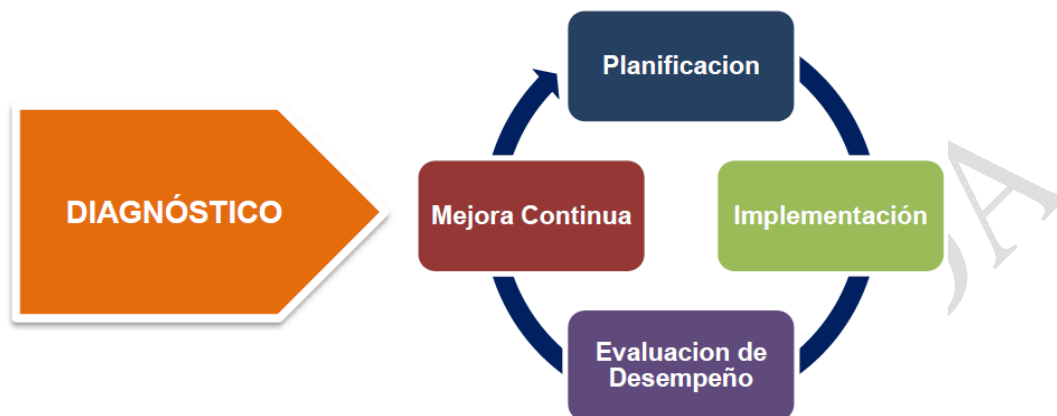 Planificacion
DIAGNÓSTICO
Mejora Continua
Implementación
Evaluacion de
Desempeño